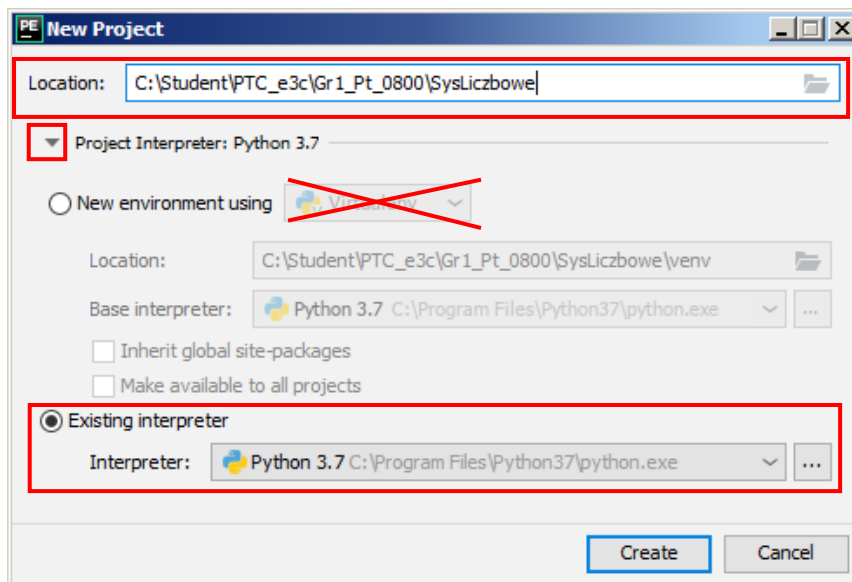 PE New Project
Location: C:\Student\PTC_e3c\Gr1_Pt_0800\SysLiczbowe
Project Interpreter: Python 3.7
New environment using Virtualenv
Location: C:\Student\PTC_e3c\Gr1_Pt_0800\SysLiczbowe\venv
Base interpreter: Python 3.7 C:\Program Files\Python37\python.exe ...
Inherit global site-packages
Make available to all projects
Existing interpreter
Interpreter: Python 3.7 C:\Program Files\Python37\python.exe ...
Create Cancel